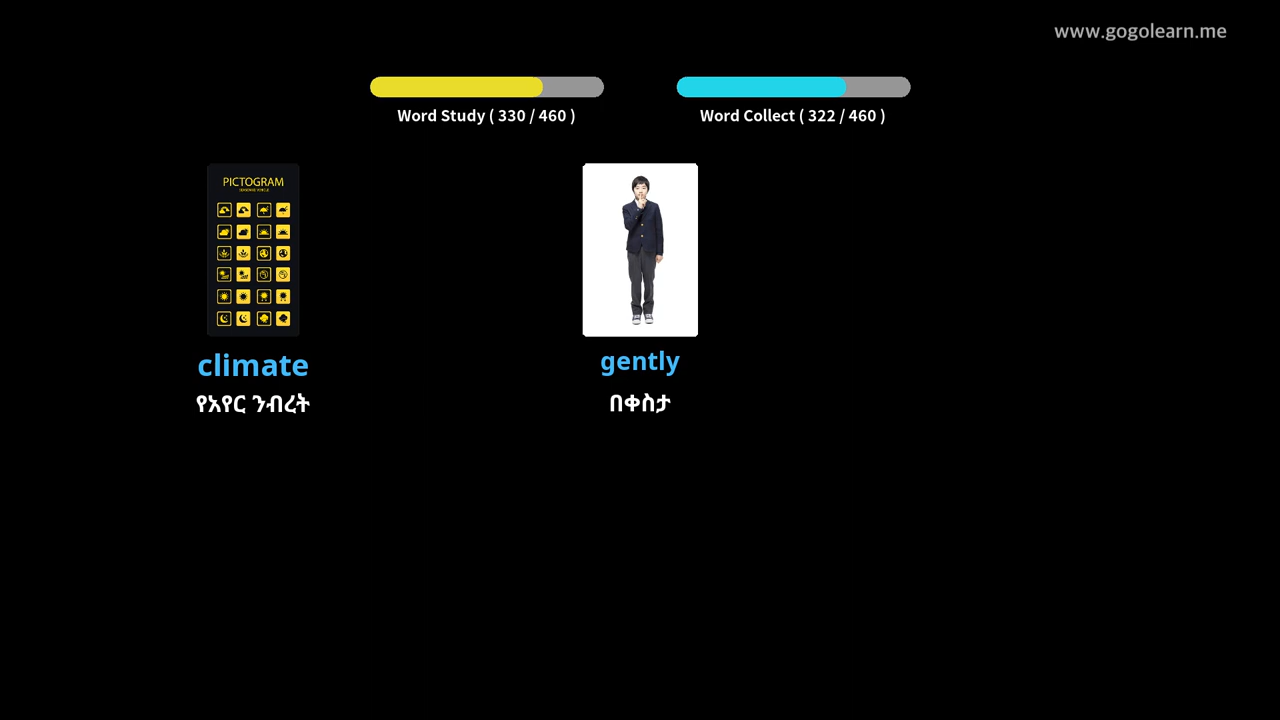 www.gogolearn.me
Word Study ( 330 / 460 )
Word Collect ( 322 / 460 )
PICTOGRAM
climate
የአየር ንብረት
gently
በቀስታ